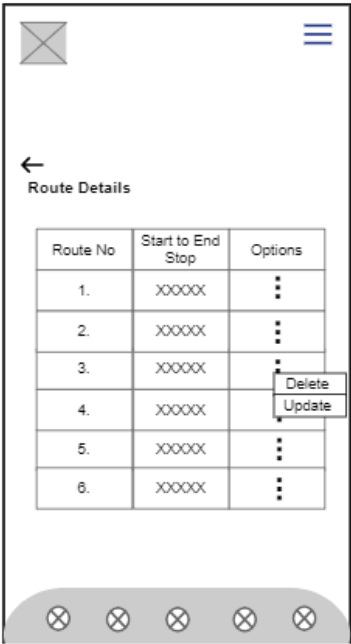 Route Details
Route No Start to End Stop Options
1. XXXXX
2. XXXXX
3. XXXXX
Delete
4. XXXXX
Update
5. XXXXX
6. XXXXX